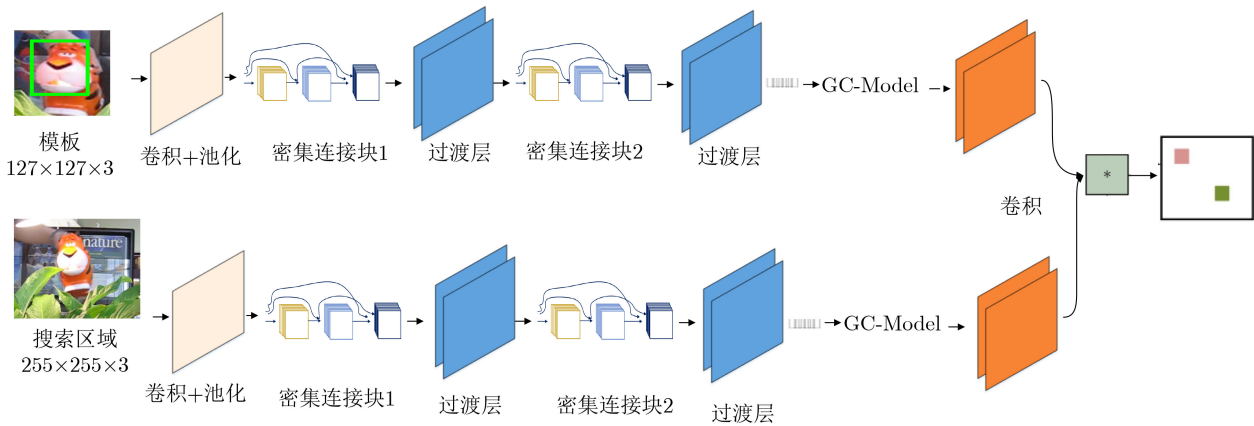 模板
127×127×3
卷积+池化
密集连接块1
过渡层
密集连接块2
过渡层
GC-Model
卷积
*
nature
搜索区域
255×255×3
卷积+池化
密集连接块1
过渡层
密集连接块2
过渡层
GC-Model